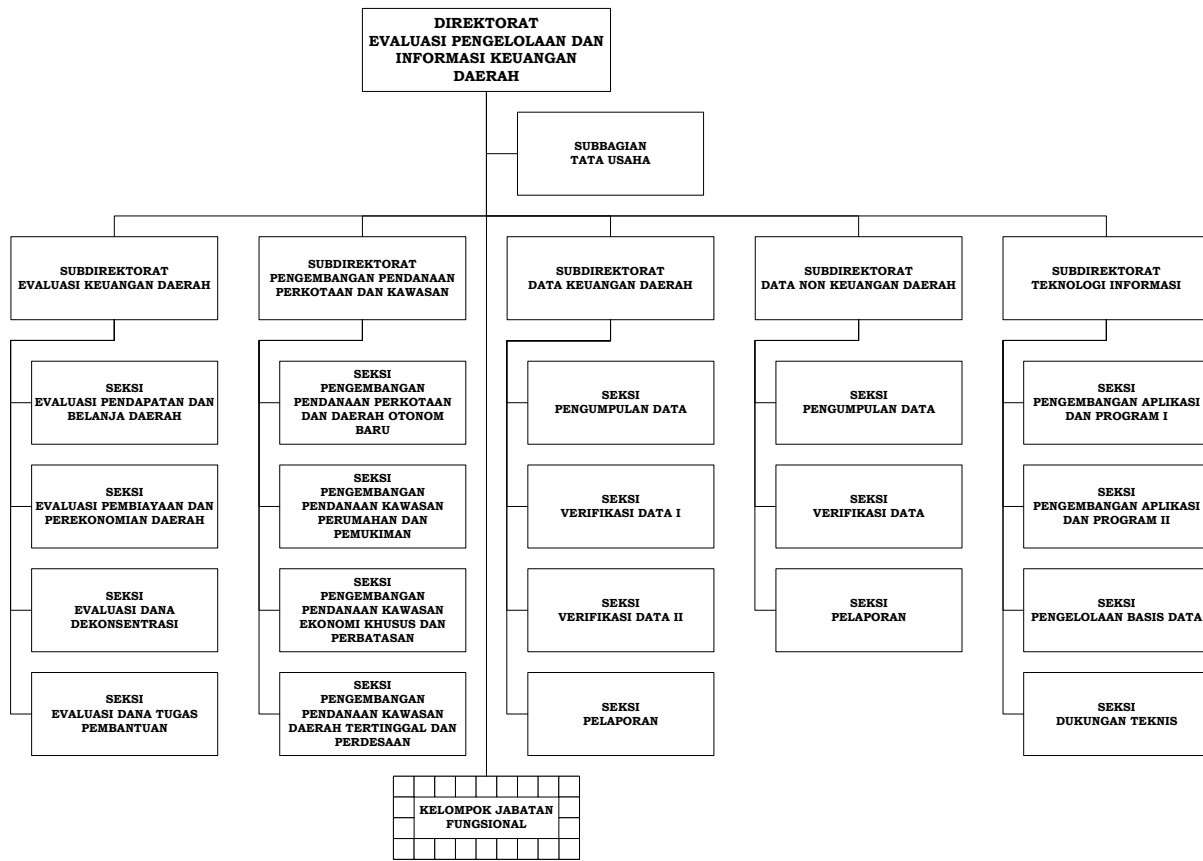 DIREKTORAT
EVALUASI PENGELOLAAN DAN
INFORMASI KEUANGAN
DAERAH
SUBBAGIAN
TATA USAHA
SUBDIREKTORAT
EVALUASI KEUANGAN DAERAH
SUBDIREKTORAT
PENGEMBANGAN PENDANAAN
PERKOTAAN DAN KAWASAN
SUBDIREKTORAT
DATA KEUANGAN DAERAH
SUBDIREKTORAT
DATA NON KEUANGAN DAERAH
SUBDIREKTORAT
TEKNOLOGI INFORMASI
SEKSI
EVALUASI PENDAPATAN DAN
BELANJA DAERAH
SEKSI
PENGEMBANGAN
PENDANAAN PERKOTAAN
DAN DAERAH OTONOM
BARU
SEKSI
PENGUMPULAN DATA
SEKSI
PENGUMPULAN DATA
SEKSI
PENGEMBANGAN APLIKASI
DAN PROGRAM I
SEKSI
EVALUASI PEMBIAYAAN DAN
PEREKONOMIAN DAERAH
SEKSI
PENGEMBANGAN
PENDANAAN KAWASAN
PERUMAHAN DAN
PEMUKIMAN
SEKSI
VERIFIKASI DATA I
SEKSI
VERIFIKASI DATA
SEKSI
PENGEMBANGAN APLIKASI
DAN PROGRAM II
SEKSI
EVALUASI DANA
DEKONSENTRASI
SEKSI
PENGEMBANGAN
PENDANAAN KAWASAN
EKONOMI KHUSUS DAN
PERBATASAN
SEKSI
VERIFIKASI DATA II
SEKSI
PELAPORAN
SEKSI
PENGELOLAAN BASIS DATA
SEKSI
EVALUASI DANA TUGAS
PEMBANTUAN
SEKSI
PENGEMBANGAN
PENDANAAN KAWASAN
DAERAH TERTINGGAL DAN
PERDESAAN
SEKSI
PELAPORAN
SEKSI
DUKUNGAN TEKNIS
KELOMPOK JABATAN
FUNGSIONAL